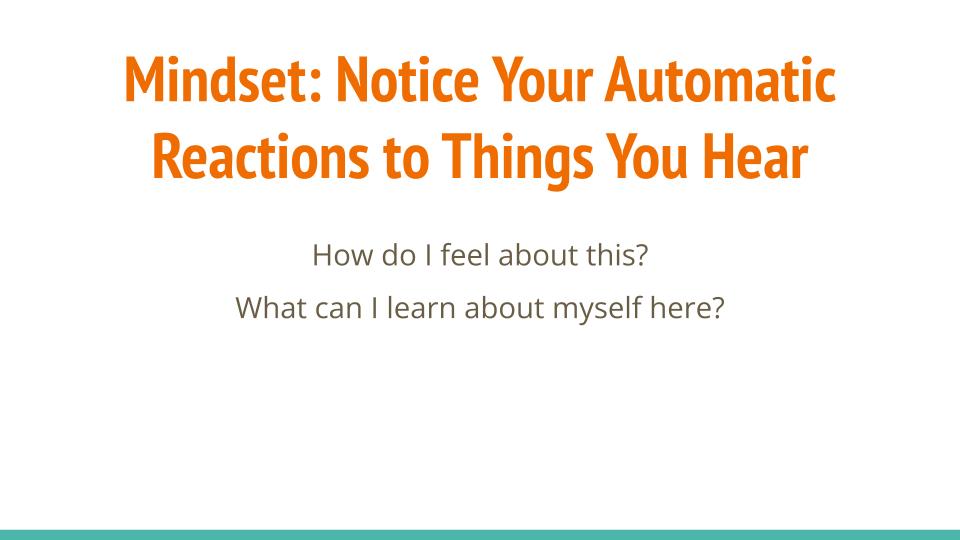 Mindset: Notice Your Automatic
Reactions to Things You Hear
How do I feel about this?
What can I learn about myself here?